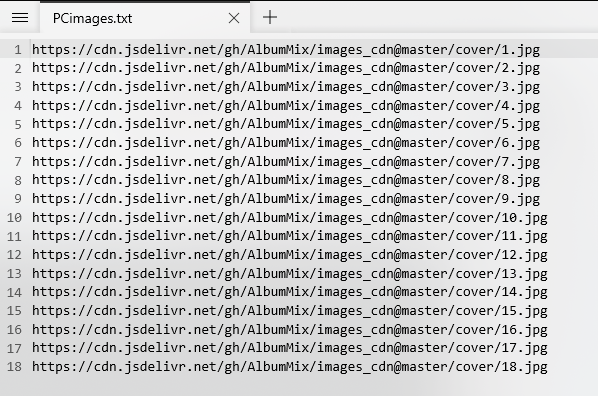 PCimages.txt
1 https://cdn.jsdelivr.net/gh/AlbumMix/images_cdn@master/cover/1.jpg
2 https://cdn.jsdelivr.net/gh/AlbumMix/images_cdn@master/cover/2.jpg
3 https://cdn.jsdelivr.net/gh/AlbumMix/images_cdn@master/cover/3.jpg
4 https://cdn.jsdelivr.net/gh/AlbumMix/images_cdn@master/cover/4.jpg
5 https://cdn.jsdelivr.net/gh/AlbumMix/images_cdn@master/cover/5.jpg
6 https://cdn.jsdelivr.net/gh/AlbumMix/images_cdn@master/cover/6.jpg
7 https://cdn.jsdelivr.net/gh/AlbumMix/images_cdn@master/cover/7.jpg
8 https://cdn.jsdelivr.net/gh/AlbumMix/images_cdn@master/cover/8.jpg
9 https://cdn.jsdelivr.net/gh/AlbumMix/images_cdn@master/cover/9.jpg
10 https://cdn.jsdelivr.net/gh/AlbumMix/images_cdn@master/cover/10.jpg
11 https://cdn.jsdelivr.net/gh/AlbumMix/images_cdn@master/cover/11.jpg
12 https://cdn.jsdelivr.net/gh/AlbumMix/images_cdn@master/cover/12.jpg
13 https://cdn.jsdelivr.net/gh/AlbumMix/images_cdn@master/cover/13.jpg
14 https://cdn.jsdelivr.net/gh/AlbumMix/images_cdn@master/cover/14.jpg
15 https://cdn.jsdelivr.net/gh/AlbumMix/images_cdn@master/cover/15.jpg
16 https://cdn.jsdelivr.net/gh/AlbumMix/images_cdn@master/cover/16.jpg
17 https://cdn.jsdelivr.net/gh/AlbumMix/images_cdn@master/cover/17.jpg
18 https://cdn.jsdelivr.net/gh/AlbumMix/images_cdn@master/cover/18.jpg